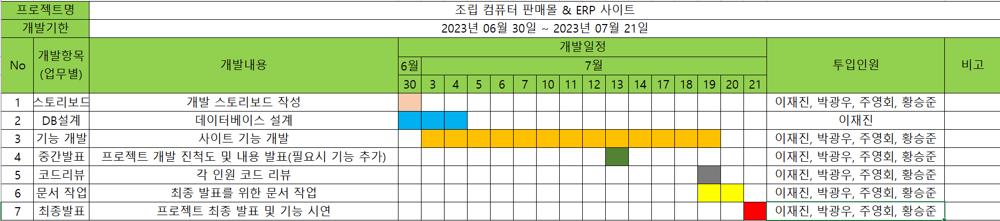 프로젝트명 조립 컴퓨터 판매몰 & ERP 사이트
개발기한 2023년 06월 30일 ~ 2023년 07월 21일
No 개발항목 (업무별) 개발내용 개발일정 투입인원 비고
6월 7월
30 3 4 5 6 7 10 11 12 13 14 17 18 19 20 21
1 스토리보드 개발 스토리보드 작성 이재진, 박광우, 주영회, 황승준
2 DB설계 데이터베이스 설계 이재진
3 기능 개발 사이트 기능 개발 이재진, 박광우, 주영회, 황승준
4 중간발표 프로젝트 개발 진척도 및 내용 발표(필요시 기능 추가) 이재진, 박광우, 주영회, 황승준
5 코드리뷰 각 인원 코드 리뷰 이재진, 박광우, 주영회, 황승준
6 문서 작업 최종 발표를 위한 문서 작업 이재진, 박광우, 주영회, 황승준
7 최종발표 프로젝트 최종 발표 및 기능 시연 이재진, 박광우, 주영회, 황승준